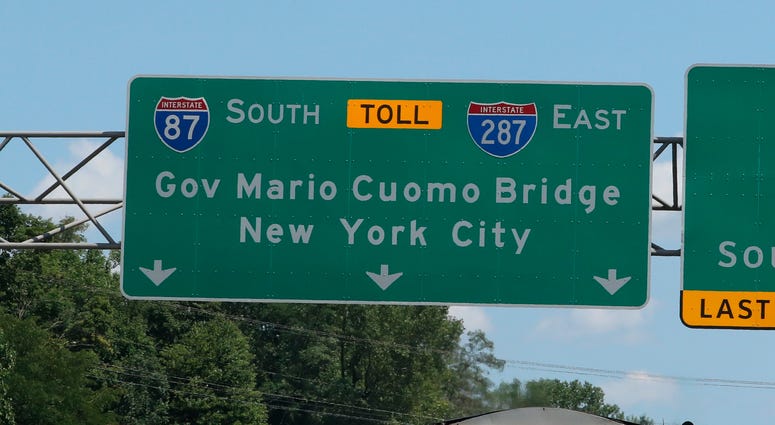 INTERSTATE 87 SOUTH TOLL INTERSTATE 287 EAST
Gov Mario Cuomo Bridge
New York City
LAST